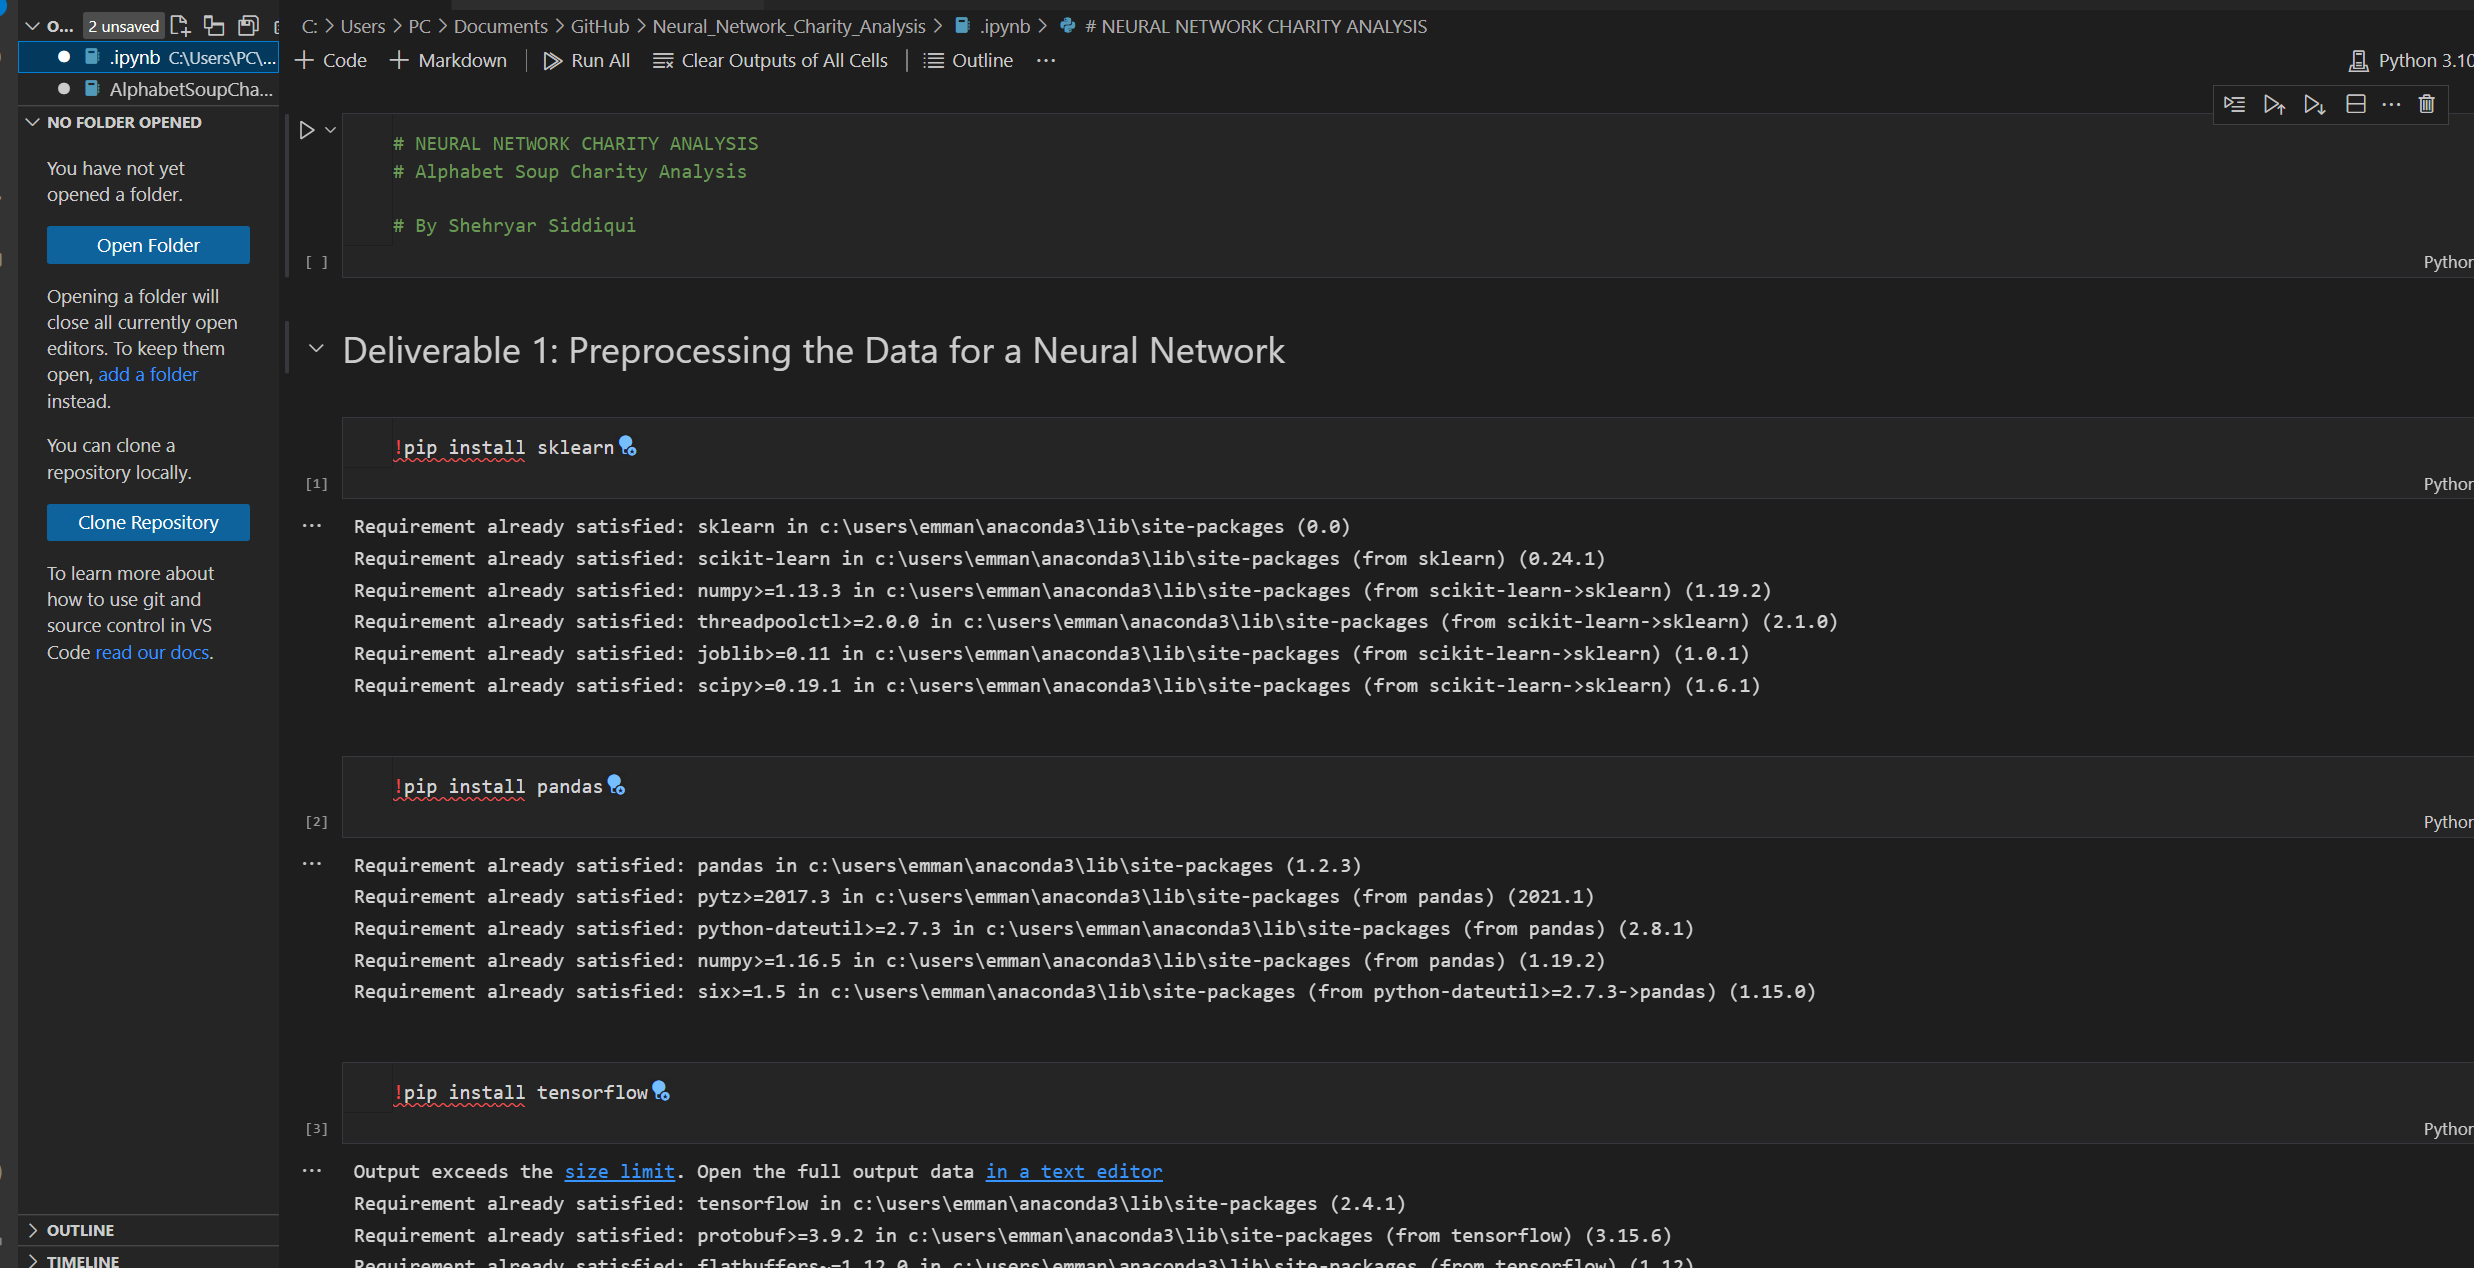 O... 2 unsaved
.ipynb C:\Users\PC\...
AlphabetSoupCha...
NO FOLDER OPENED
You have not yet
opened a folder.
Open Folder
Opening a folder will
close all currently open
editors. To keep them
open, add a folder
instead.
You can clone a
repository locally.
Clone Repository
To learn more about
how to use git and
source control in VS
Code read our docs.
OUTLINE
TIMELINE
C: > Users > PC > Documents > GitHub > Neural_Network_Charity_Analysis > .ipynb > # NEURAL NETWORK CHARITY ANALYSIS
+ Code + Markdown | Run All Clear Outputs of All Cells | Outline ...
Python 3.10
# NEURAL NETWORK CHARITY ANALYSIS
# Alphabet Soup Charity Analysis
# By Shehryar Siddiqui
[ ]
Python
Deliverable 1: Preprocessing the Data for a Neural Network
!pip install sklearn
[1]
Python
... Requirement already satisfied: sklearn in c:\users\emman\anaconda3\lib\site-packages (0.0)
Requirement already satisfied: scikit-learn in c:\users\emman\anaconda3\lib\site-packages (from sklearn) (0.24.1)
Requirement already satisfied: numpy>=1.13.3 in c:\users\emman\anaconda3\lib\site-packages (from scikit-learn->sklearn) (1.19.2)
Requirement already satisfied: threadpoolctl>=2.0.0 in c:\users\emman\anaconda3\lib\site-packages (from scikit-learn->sklearn) (2.1.0)
Requirement already satisfied: joblib>=0.11 in c:\users\emman\anaconda3\lib\site-packages (from scikit-learn->sklearn) (1.0.1)
Requirement already satisfied: scipy>=0.19.1 in c:\users\emman\anaconda3\lib\site-packages (from scikit-learn->sklearn) (1.6.1)
!pip install pandas
[2]
Python
... Requirement already satisfied: pandas in c:\users\emman\anaconda3\lib\site-packages (1.2.3)
Requirement already satisfied: pytz>=2017.3 in c:\users\emman\anaconda3\lib\site-packages (from pandas) (2021.1)
Requirement already satisfied: python-dateutil>=2.7.3 in c:\users\emman\anaconda3\lib\site-packages (from pandas) (2.8.1)
Requirement already satisfied: numpy>=1.16.5 in c:\users\emman\anaconda3\lib\site-packages (from pandas) (1.19.2)
Requirement already satisfied: six>=1.5 in c:\users\emman\anaconda3\lib\site-packages (from python-dateutil>=2.7.3->pandas) (1.15.0)
!pip install tensorflow
[3]
Python
... Output exceeds the size limit. Open the full output data in a text editor
Requirement already satisfied: tensorflow in c:\users\emman\anaconda3\lib\site-packages (2.4.1)
Requirement already satisfied: protobuf>=3.9.2 in c:\users\emman\anaconda3\lib\site-packages (from tensorflow) (3.15.6)
Requirement already satisfied: flatbuffers~=1.12.0 in c:\users\emman\anaconda3\lib\site-packages (from tensorflow) (1.12)